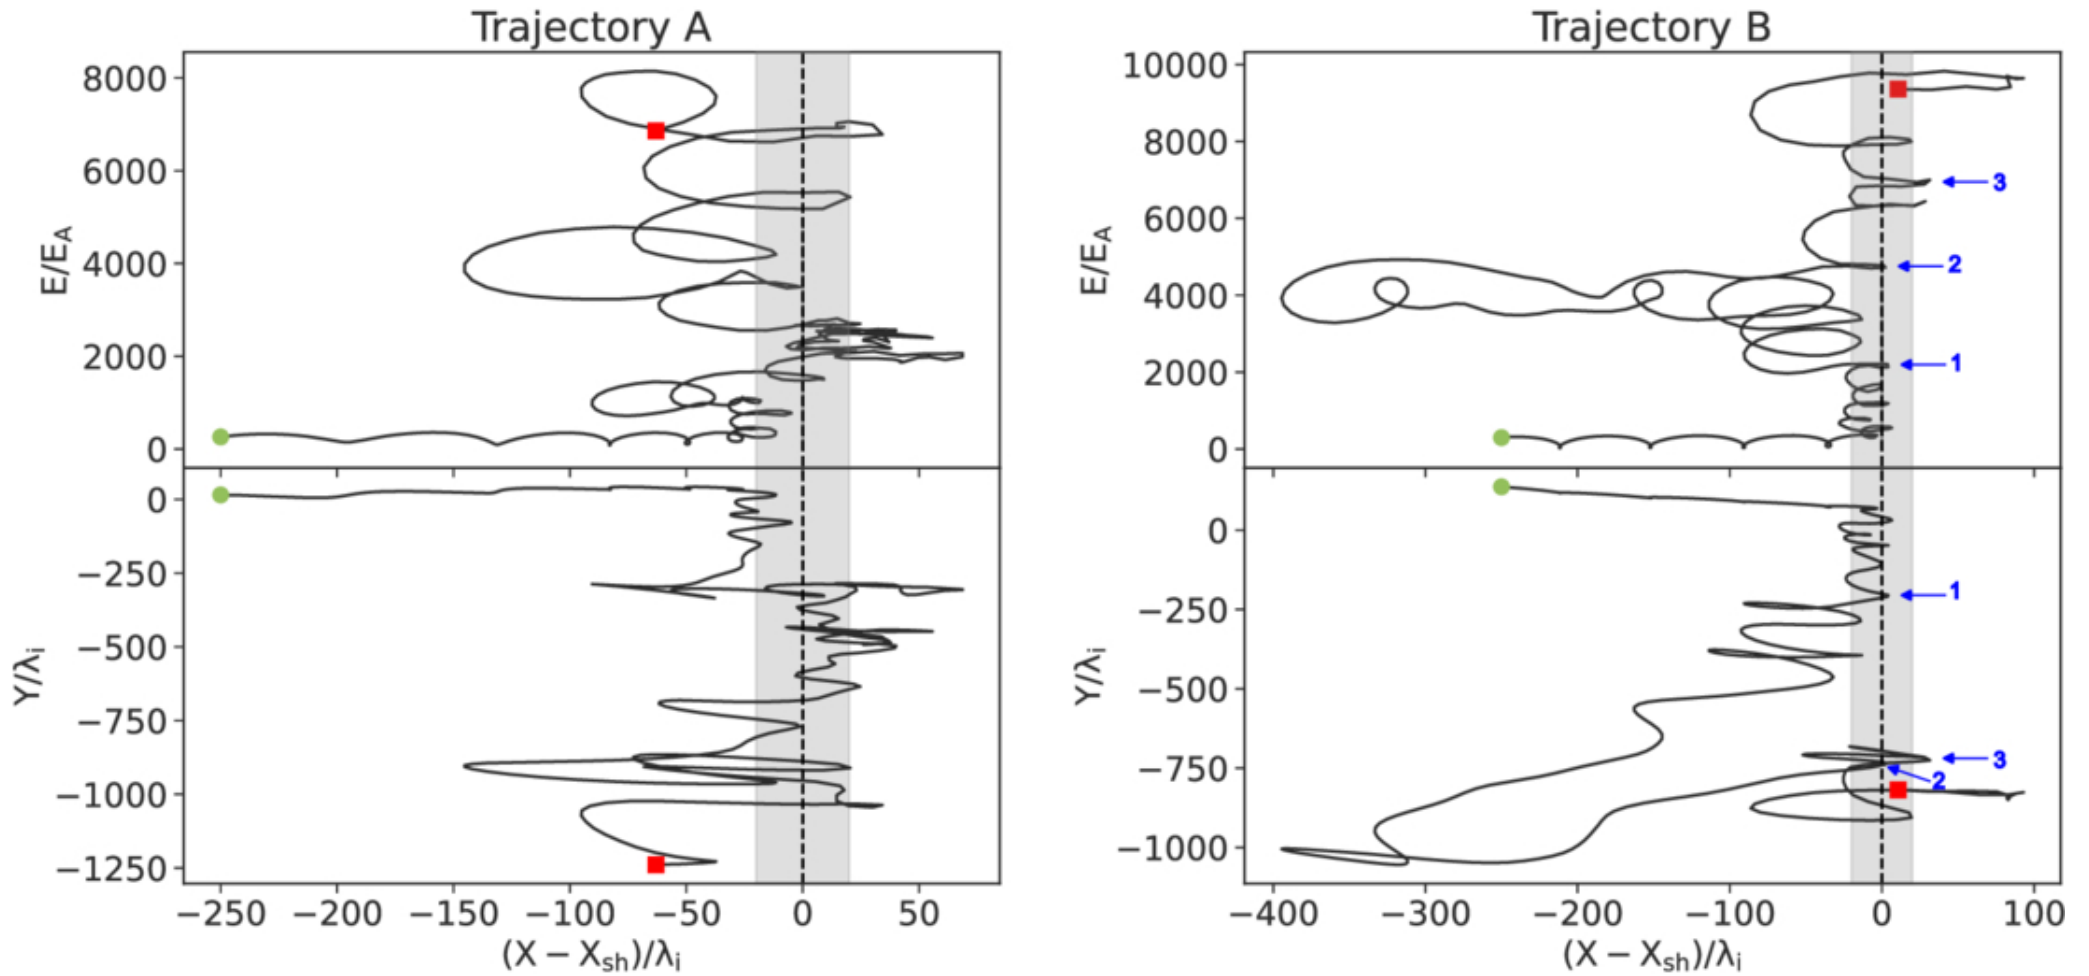 Trajectory A
8000
6000
4000
2000
0
E/E_A
0
−250
−500
−750
−1000
−1250
Y/λ_i
−250 −200 −150 −100 −50 0 50
(X − X_sh)/λ_i
Trajectory B
10000
8000
6000
4000
2000
0
E/E_A
3
2
1
0
−250
−500
−750
−1000
Y/λ_i
1
3
2
−400 −300 −200 −100 0 100
(X − X_sh)/λ_i